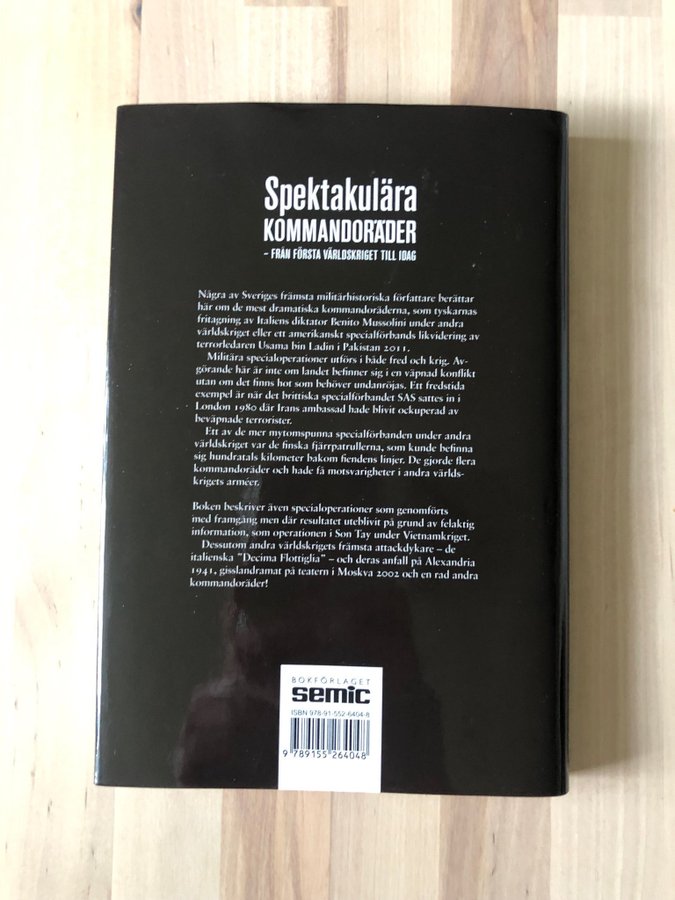 Spektakulära
KOMMANDORÄDER
– FRÅN FÖRSTA VÄRLDSKRIGET TILL IDAG
Några av Sveriges främsta militärhistoriska författare berättar
här om de mest dramatiska kommandoräderna, som tyskarnas
fritagning av Italiens diktator Benito Mussolini under andra
världskriget eller ett amerikanskt specialförbands likvidering av
terrorledaren Usama bin Ladin i Pakistan 2011.
Militära specialoperationer utförs i både fred och krig. Av-
görande här är inte om landet befinner sig i en väpnad konflikt
utan om det finns hot som behöver undanröjas. Ett fredstida
exempel är när det brittiska specialförbandet SAS sattes in i
London 1980 där Irans ambassad hade blivit ockuperad av
beväpnade terrorister.
Ett av de mer mytomspunna specialförbanden under andra
världskriget var de finska fjärrpatrullerna, som kunde befinna
sig hundratals kilometer bakom fiendens linjer. De gjorde flera
kommandoräder och hade få motsvarigheter i andra världs-
krigets arméer.
Boken beskriver även specialoperationer som genomförts
med framgång men där resultatet uteblivit på grund av felaktig
information, som operationen i Son Tay under Vietnamkriget.
Dessutom andra världskrigets främsta attackdykare – de
italienska "Decima Flottiglia" – och deras anfall på Alexandria
1941, gisslandramat på teatern i Moskva 2002 och en rad andra
kommandoräder!
BOKFÖRLAGET
semic
ISBN 978-91-552-6404-8
9 789155 264048